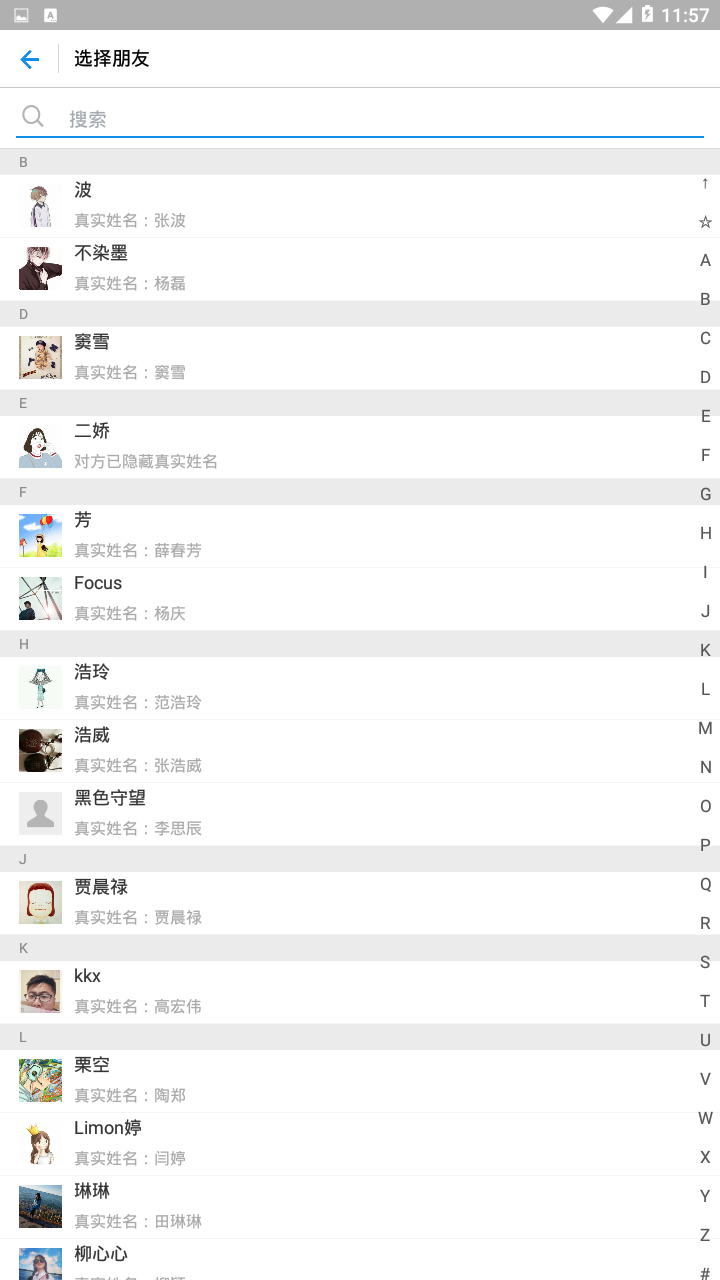 11:57
选择朋友
搜索
B
波
真实姓名：张波
不染墨
真实姓名：杨磊
D
窦雪
真实姓名：窦雪
E
二娇
对方已隐藏真实姓名
F
芳
真实姓名：薛春芳
Focus
真实姓名：杨庆
H
浩玲
真实姓名：范浩玲
浩威
真实姓名：张浩威
黑色守望
真实姓名：李思辰
J
贾晨禄
真实姓名：贾晨禄
K
kkx
真实姓名：高宏伟
L
栗空
真实姓名：陶郑
Limon婷
真实姓名：闫婷
琳琳
真实姓名：田琳琳
柳心心
↑
☆
A
B
C
D
E
F
G
H
I
J
K
L
M
N
O
P
Q
R
S
T
U
V
W
X
Y
Z
#